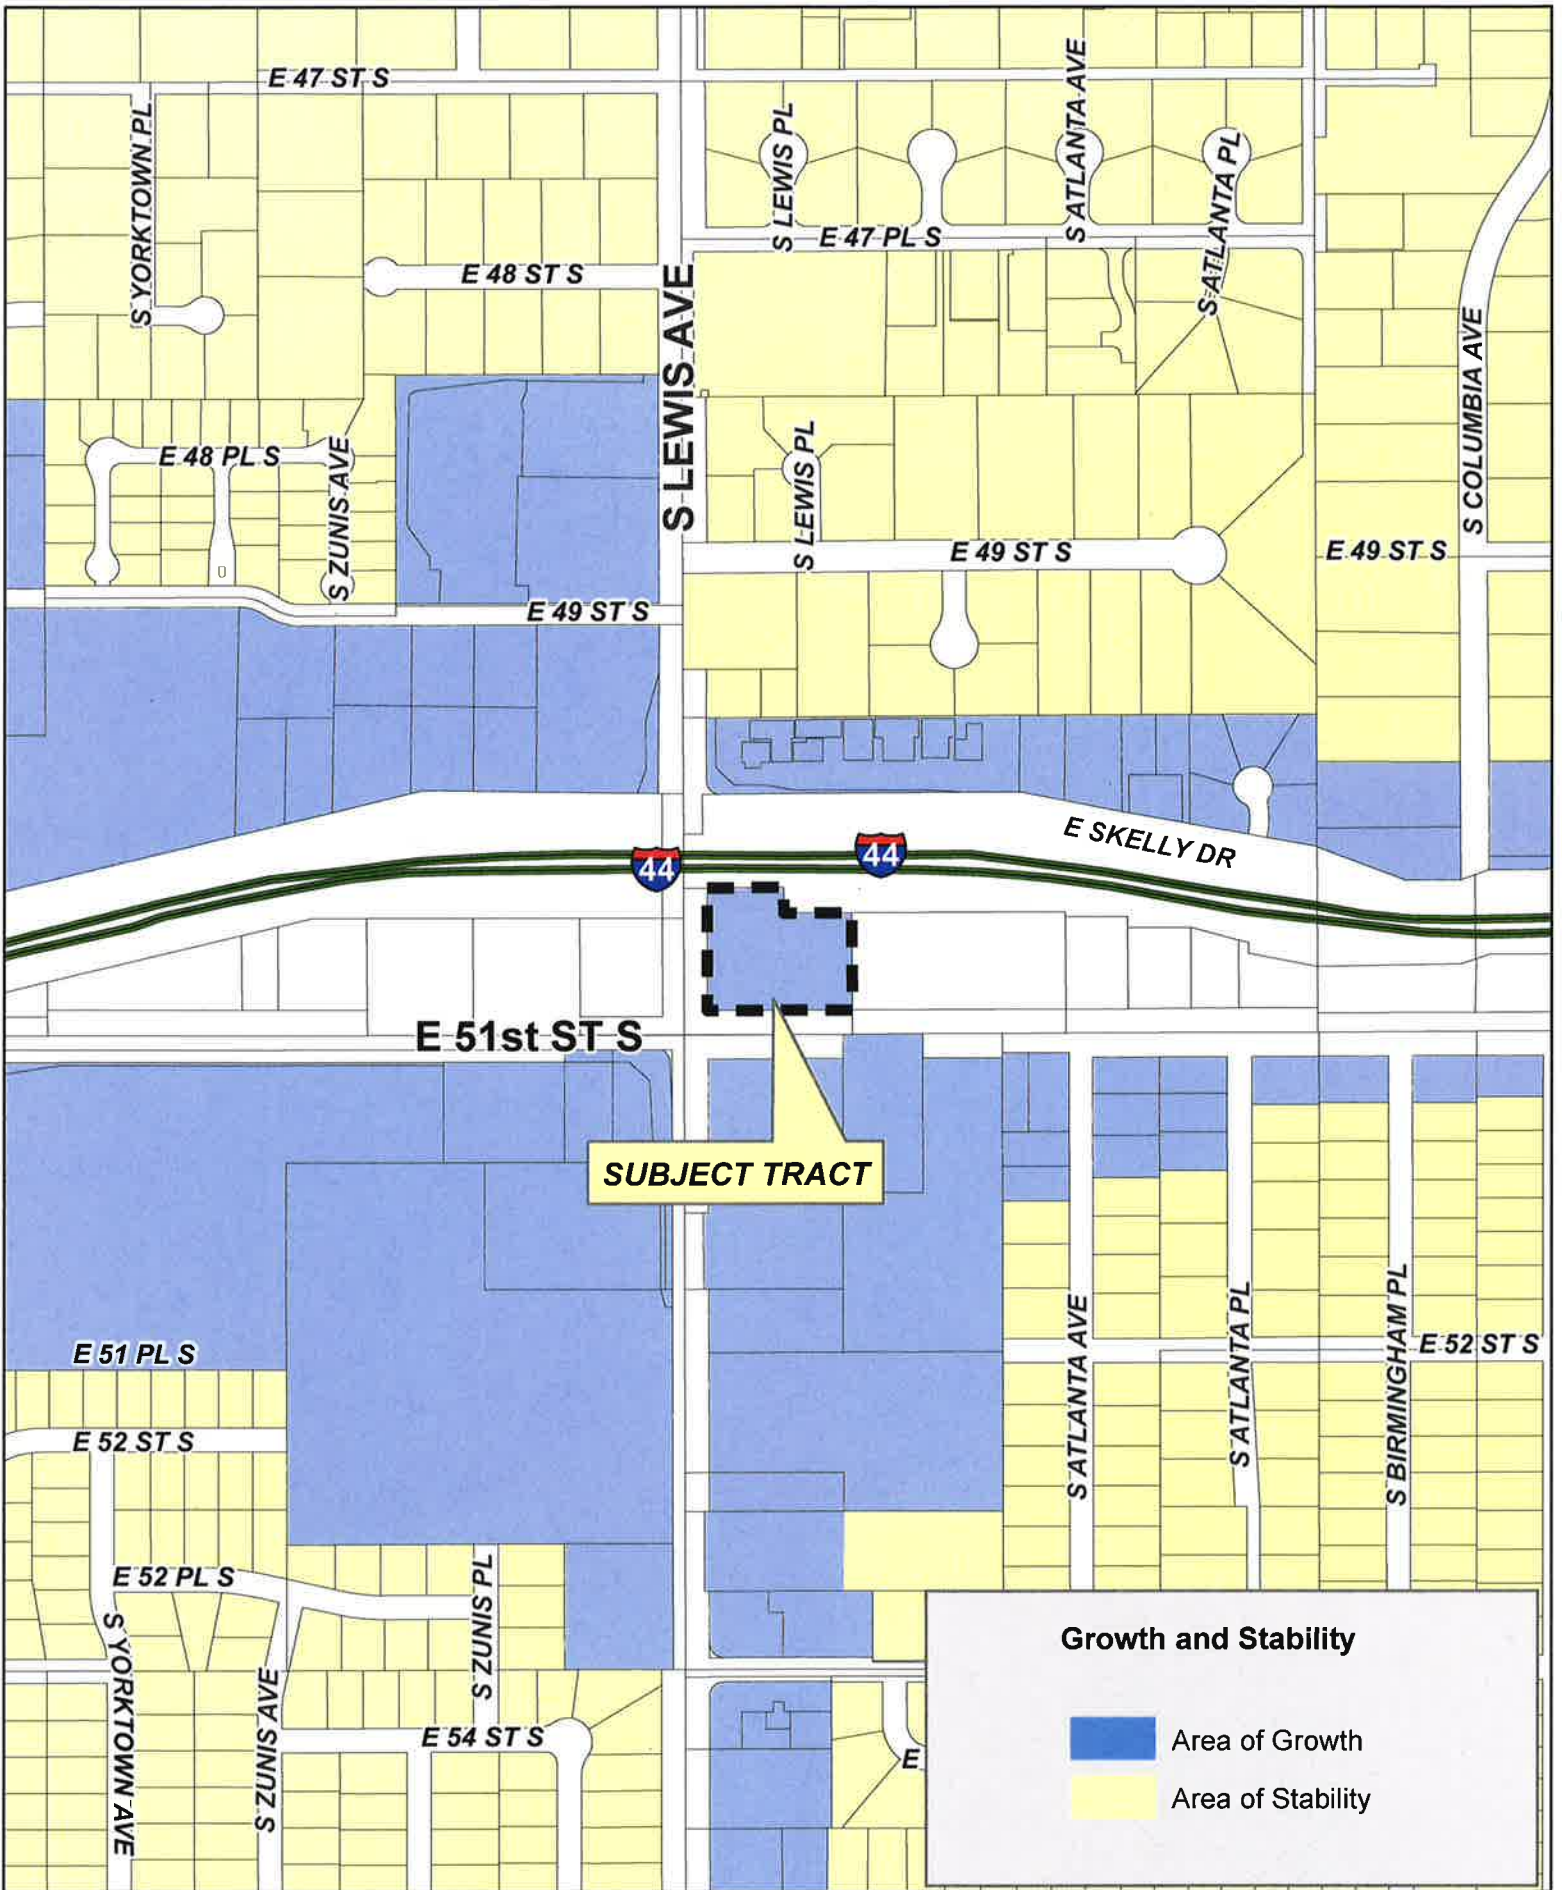 E 47 ST S
S YORKTOWN PL
S LEWIS PL
S ATLANTA AVE
S ATLANTA PL
E 47 PL S
E 48 ST S
S LEWIS AVE
S COLUMBIA AVE
E 48 PL S
S ZUNIS AVE
S LEWIS PL
E 49 ST S
E 49 ST S
E 49 ST S
E SKELLY DR
44
44
E 51st ST S
SUBJECT TRACT
E 51 PL S
E 52 ST S
S ATLANTA AVE
S ATLANTA PL
S BIRMINGHAM PL
E 52 ST S
E 52 PL S
S YORKTOWN AVE
S ZUNIS AVE
S ZUNIS PL
E 54 ST S
E
Growth and Stability
Area of Growth
Area of Stability